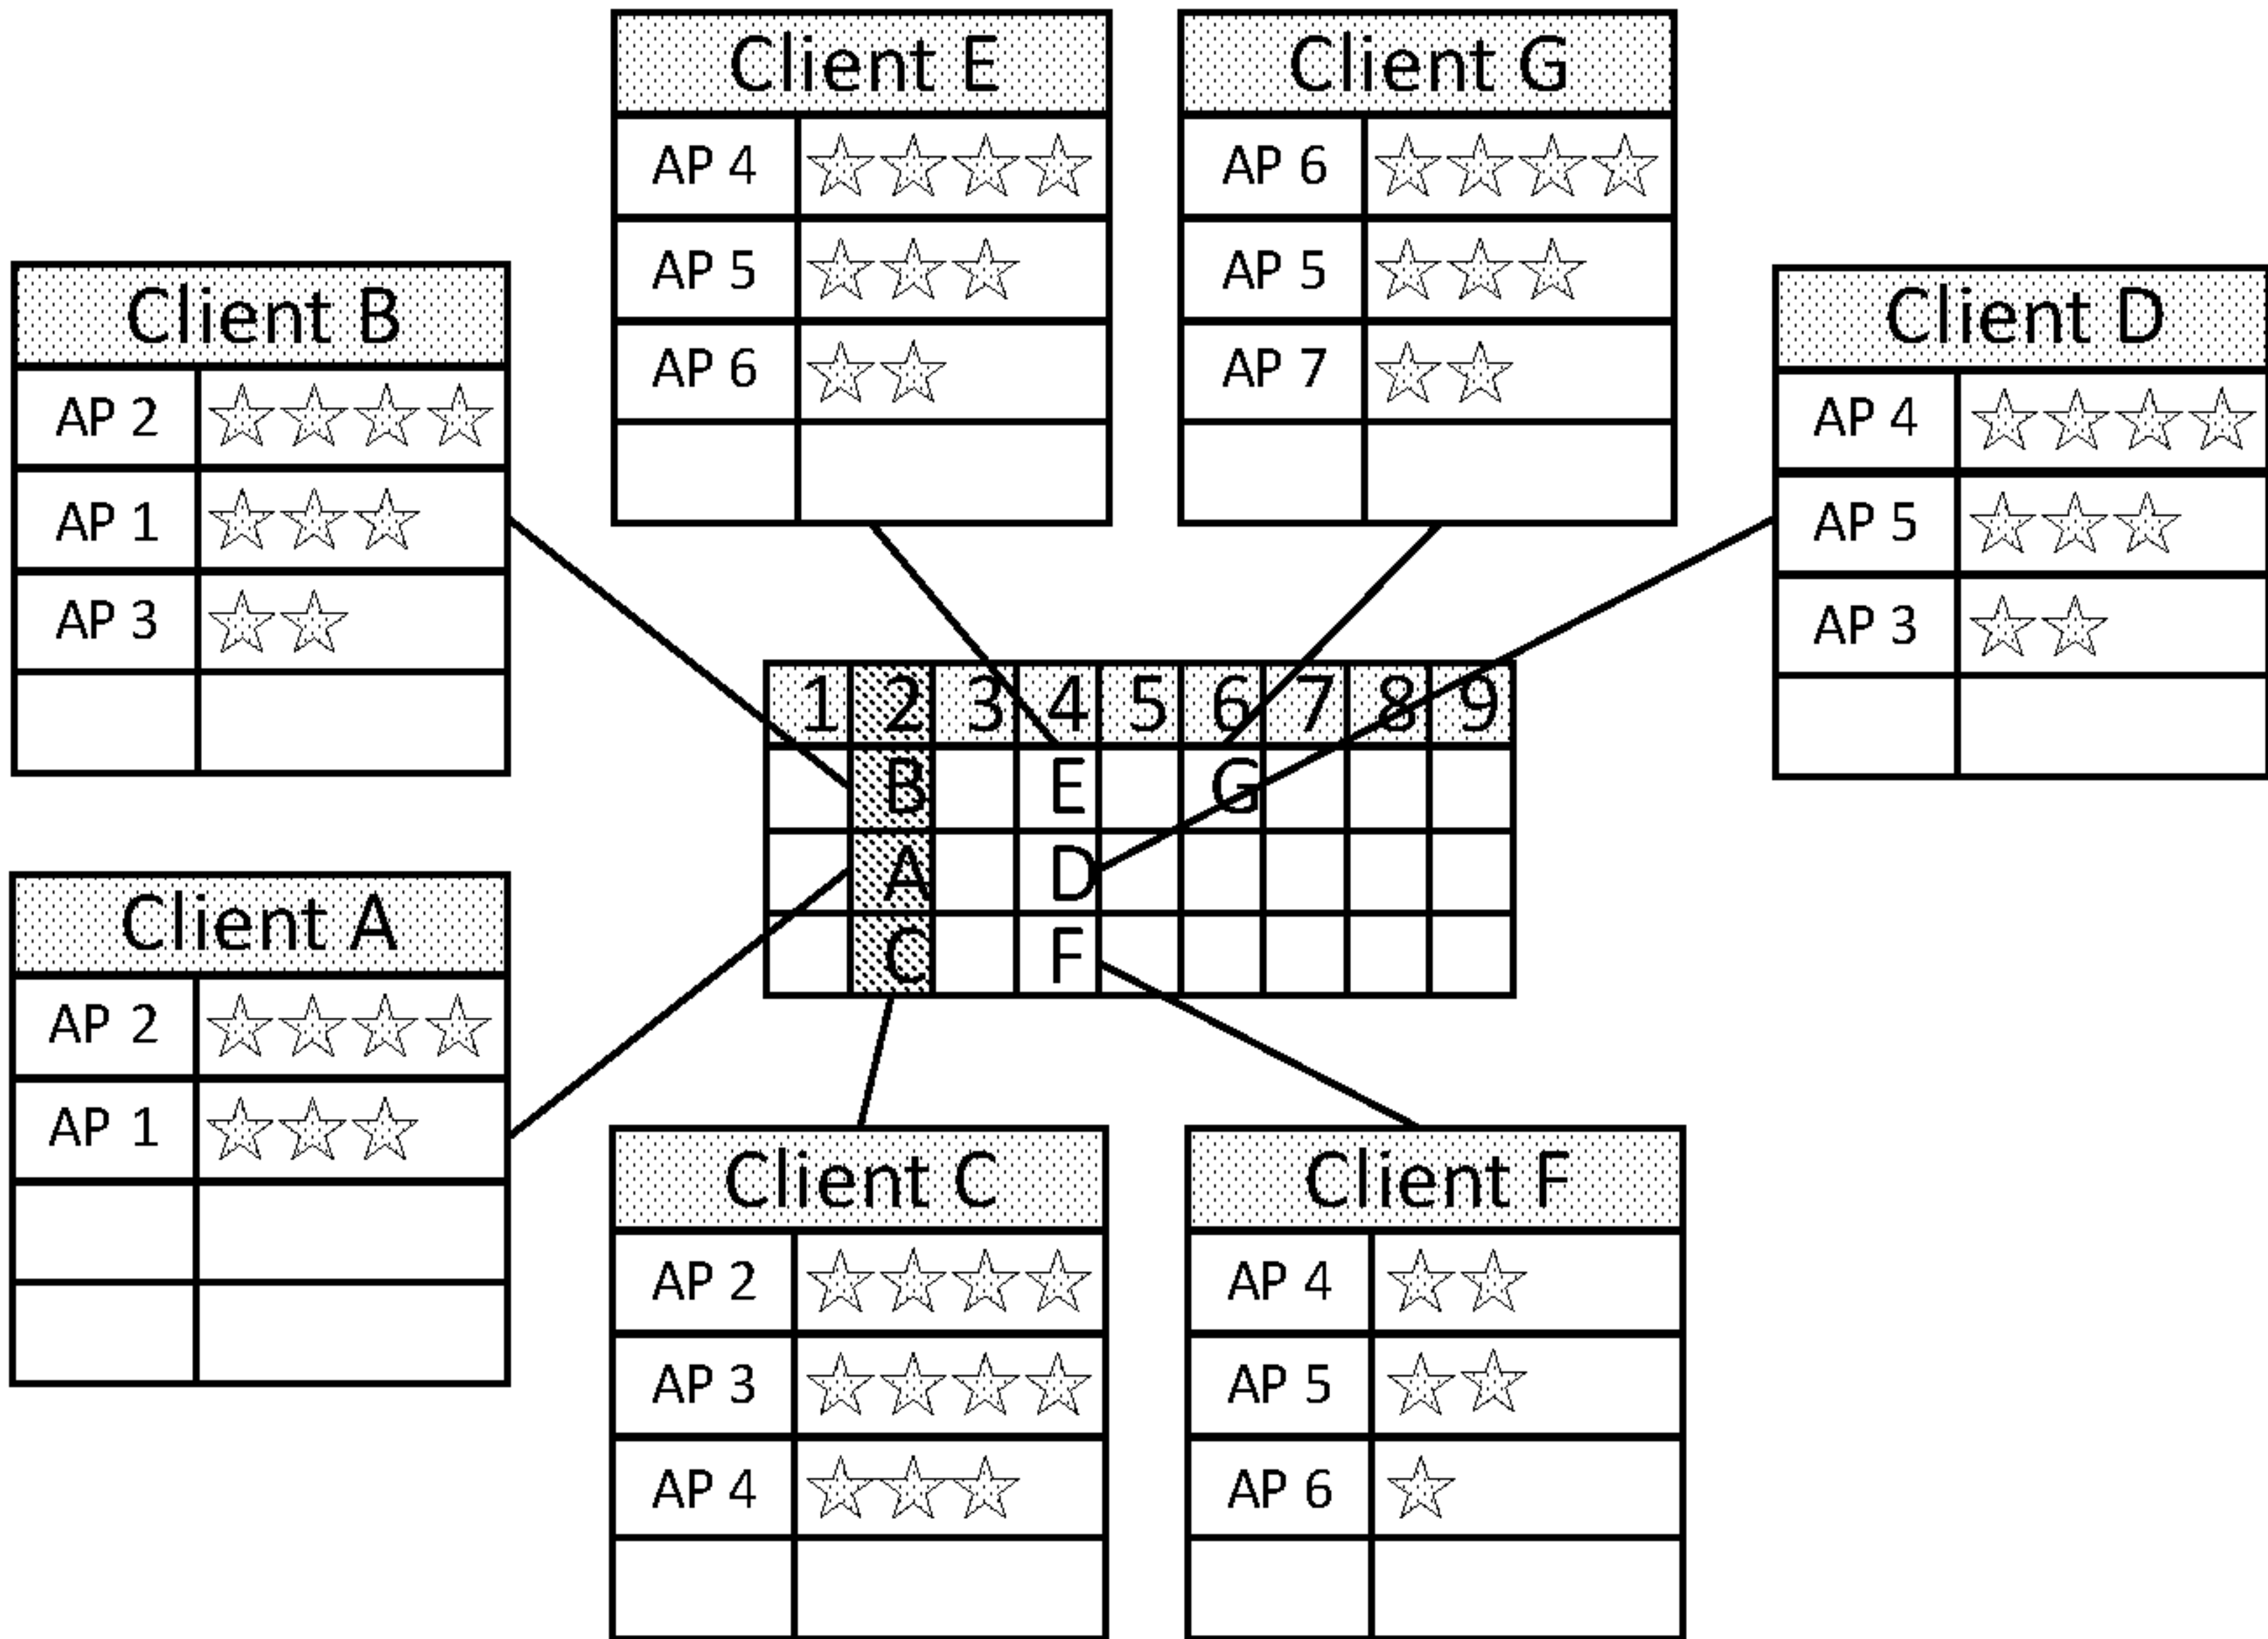 Client E
AP 4
AP 5
AP 6
Client G
AP 6
AP 5
AP 7
Client B
AP 2
AP 1
AP 3
Client D
AP 4
AP 5
AP 3
1 2 3 4 5 6 7 8 9
B E G
A D
C F
Client A
AP 2
AP 1
Client C
AP 2
AP 3
AP 4
Client F
AP 4
AP 5
AP 6